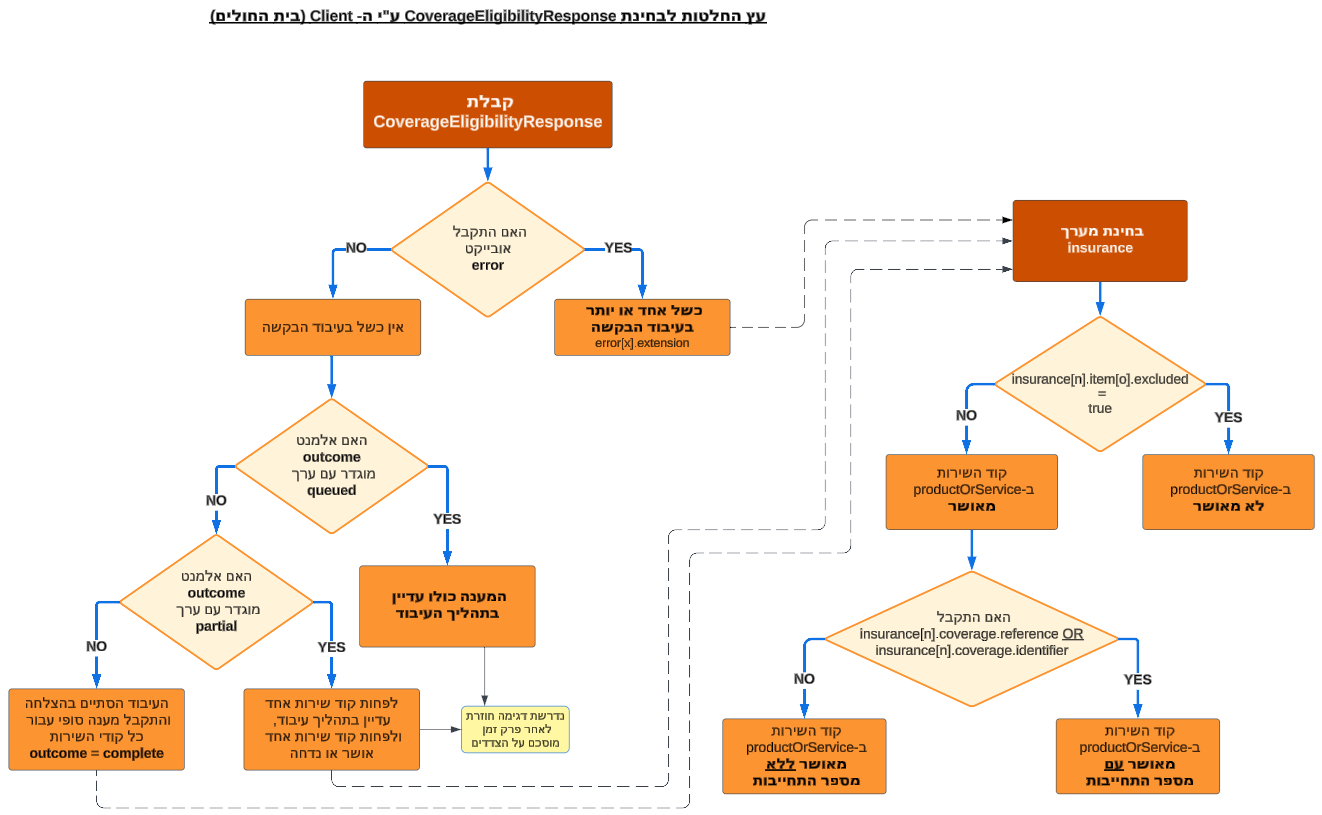 עץ החלטות לבחינת CoverageEligibilityResponse ע"י ה- Client (בית החולים)
קבלת
CoverageEligibilityResponse
האם התקבל
אובייקט
error
NO
YES
אין כשל בעיבוד הבקשה
כשל אחד או יותר
בעיבוד הבקשה
error[x].extension
האם אלמנט
outcome
מוגדר עם ערך
queued
NO
YES
האם אלמנט
outcome
מוגדר עם ערך
partial
המענה כולו עדיין
בתהליך העיבוד
NO
YES
העיבוד הסתיים בהצלחה
והתקבל מענה סופי עבור
כל קודי השירות
outcome = complete
לפחות קוד שירות אחד
עדיין בתהליך עיבוד,
ולפחות קוד שירות אחד
אושר או נדחה
נדרשת דגימה חוזרת
לאחר פרק זמן
מוסכם על הצדדים
בחינת מערך
insurance
insurance[n].item[o].excluded
=
true
NO
YES
קוד השירות
ב-productOrService
מאושר
קוד השירות
ב-productOrService
לא מאושר
האם התקבל
insurance[n].coverage.reference OR
insurance[n].coverage.identifier
NO
YES
קוד השירות
ב-productOrService
מאושר ללא
מספר התחייבות
קוד השירות
ב-productOrService
מאושר עם
מספר התחייבות